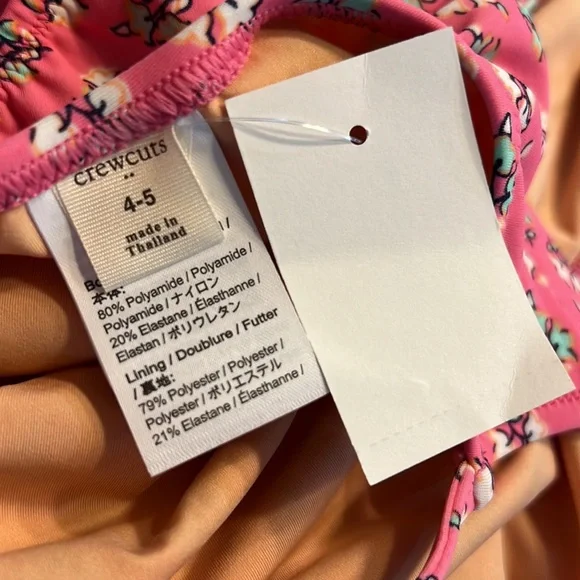 crewcuts
4-5
made in
Thailand
本体:
80% Polyamide / Polyamide /
Polyamide / ナイロン
20% Elastane / Élasthanne /
Elastan / ポリウレタン
Lining / Doublure / Futter
/ 裏地:
79% Polyester / Polyester /
Polyester / ポリエステル
21% Elastane / Élasthanne /